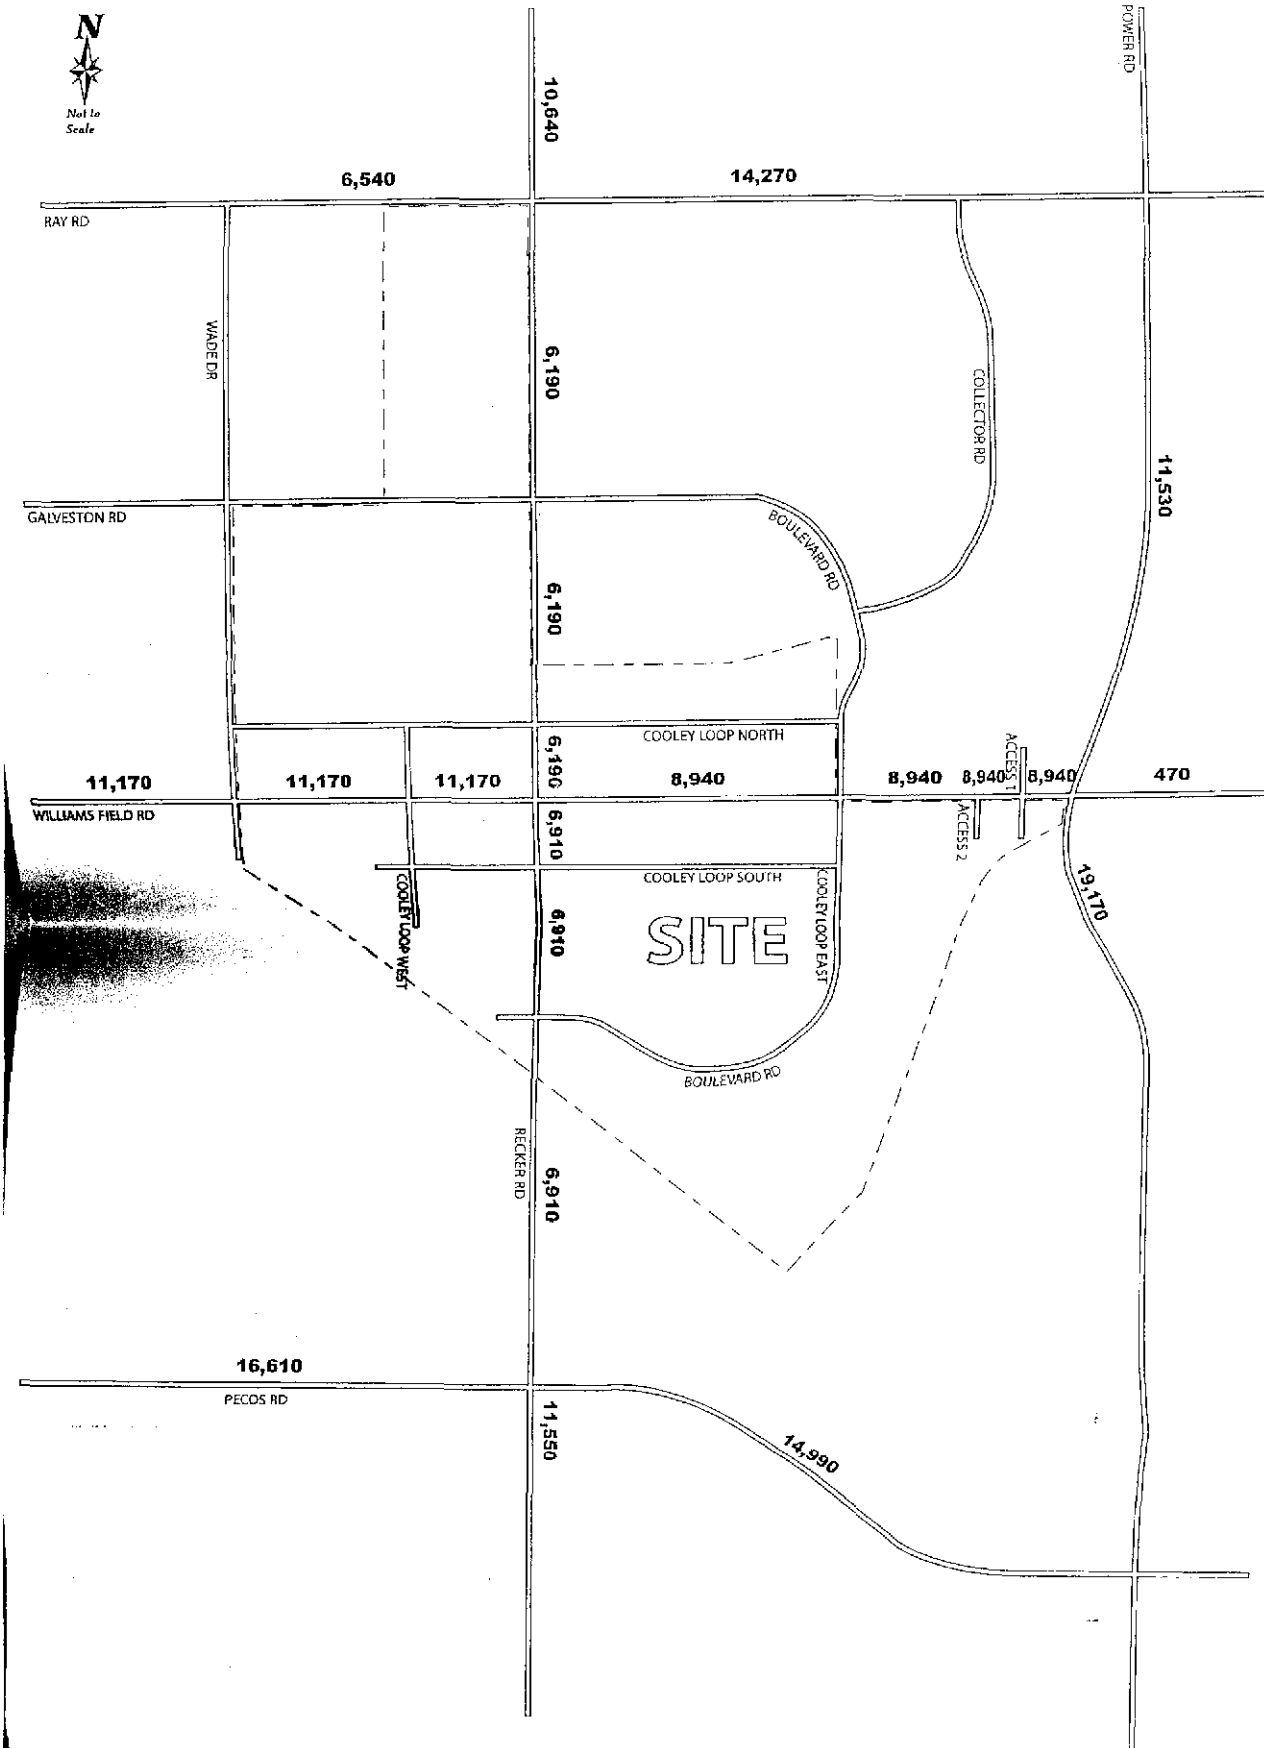 N
Not to
Scale
POWER RD
10,640
6,540
14,270
RAY RD
WADE DR
6,190
COLLECTOR RD
11,530
GALVESTON RD
BOULEVARD RD
6,190
COOLEY LOOP NORTH
ACCESS 1
6,190
11,170
11,170
11,170
8,940
8,940
8,940
8,940
470
WILLIAMS FIELD RD
6,910
ACCESS 2
COOLEY LOOP SOUTH
COOLEY LOOP WEST
COOLEY LOOP EAST
19,170
6,910
SITE
BOULEVARD RD
RECKER RD
6,910
16,610
PECOS RD
11,550
14,990